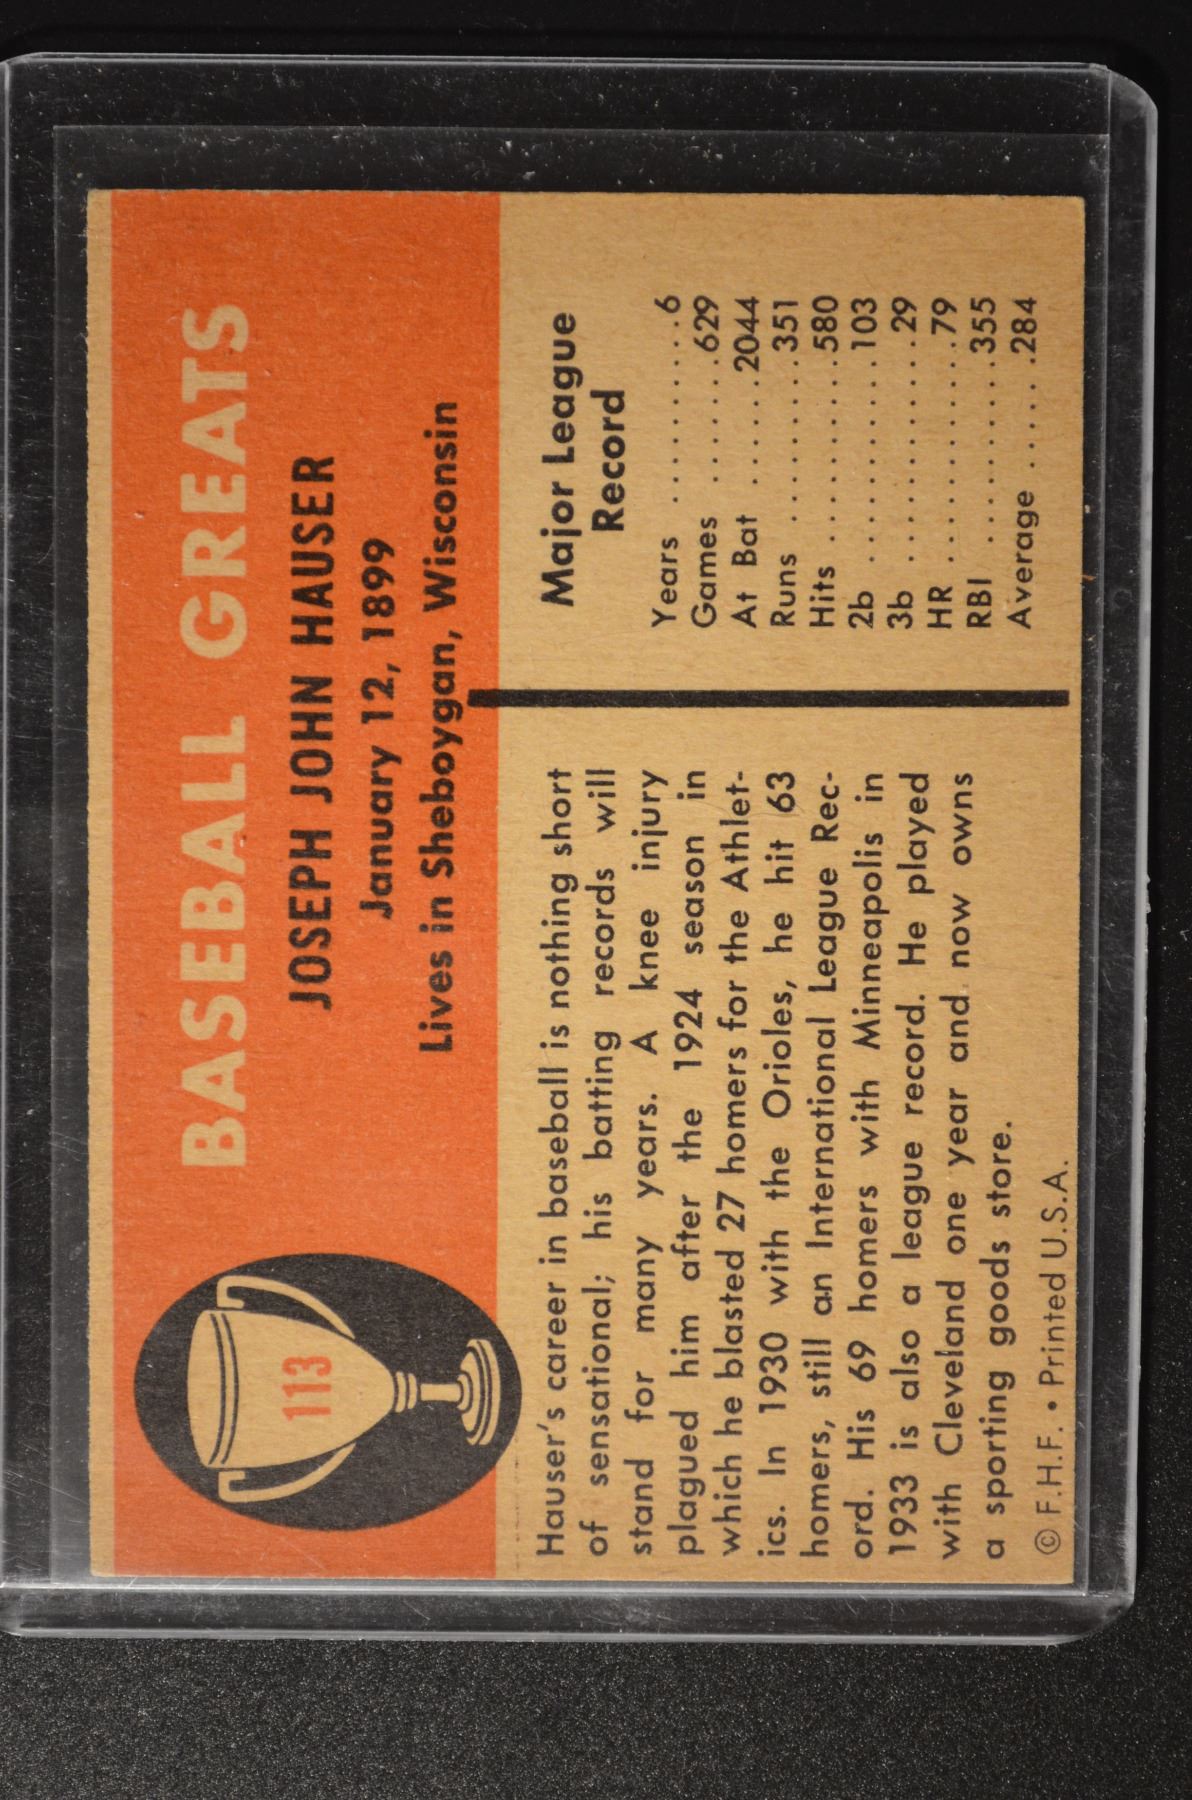 113
BASEBALL GREATS
JOSEPH JOHN HAUSER
January 12, 1899
Lives in Sheboygan, Wisconsin
Hauser's career in baseball is nothing short
of sensational; his batting records will
stand for many years. A knee injury
plagued him after the 1924 season in
which he blasted 27 homers for the Athlet-
ics. In 1930 with the Orioles, he hit 63
homers, still an International League Rec-
ord. His 69 homers with Minneapolis in
1933 is also a league record. He played
with Cleveland one year and now owns
a sporting goods store.
© F.H.F. • Printed U.S.A.
Major League
Record
Years . . . . . . . . . . 6
Games . . . . . . . 629
At Bat . . . . . . 2044
Runs . . . . . . . . . 351
Hits . . . . . . . . . 580
2b . . . . . . . . . . . 103
3b . . . . . . . . . . . . 29
HR . . . . . . . . . . . 79
RBI . . . . . . . . . . 355
Average . . . . . .284